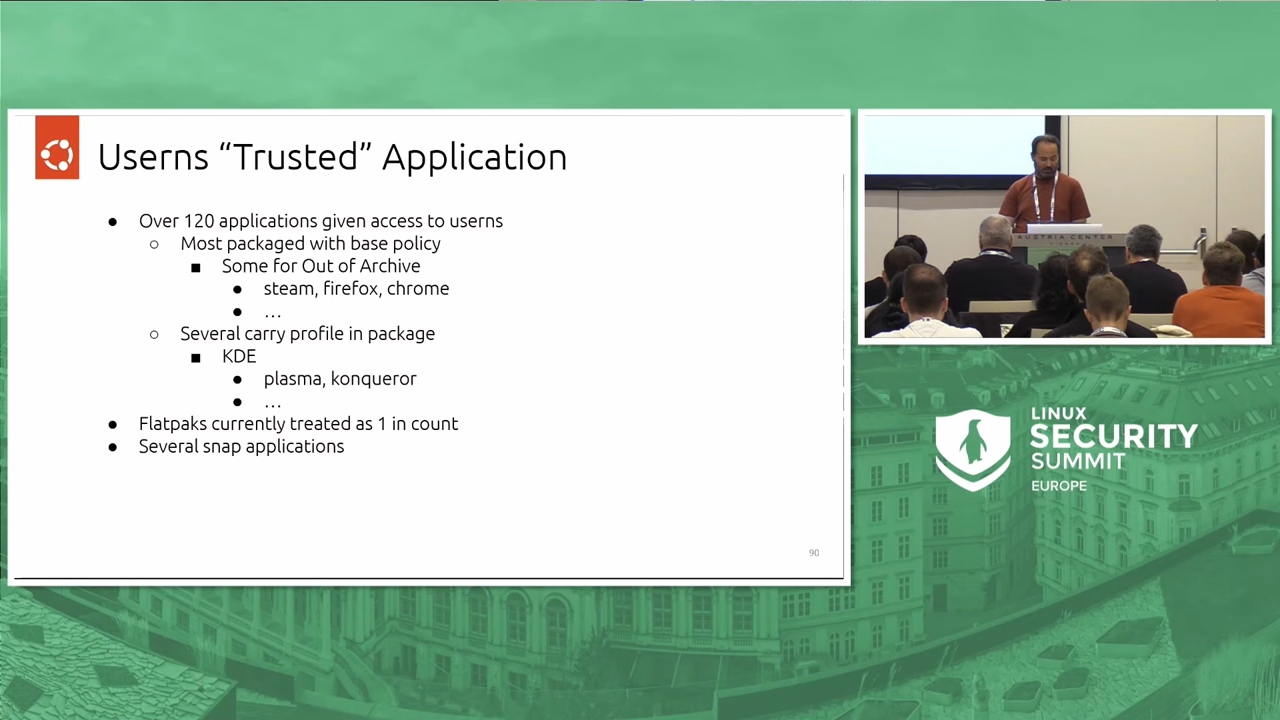 Userns “Trusted” Application
● Over 120 applications given access to userns
○ Most packaged with base policy
■ Some for Out of Archive
● steam, firefox, chrome
● …
○ Several carry profile in package
■ KDE
● plasma, konqueror
● …
● Flatpaks currently treated as 1 in count
● Several snap applications
90
AUSTRIA CENTER
LINUX
SECURITY
SUMMIT
EUROPE